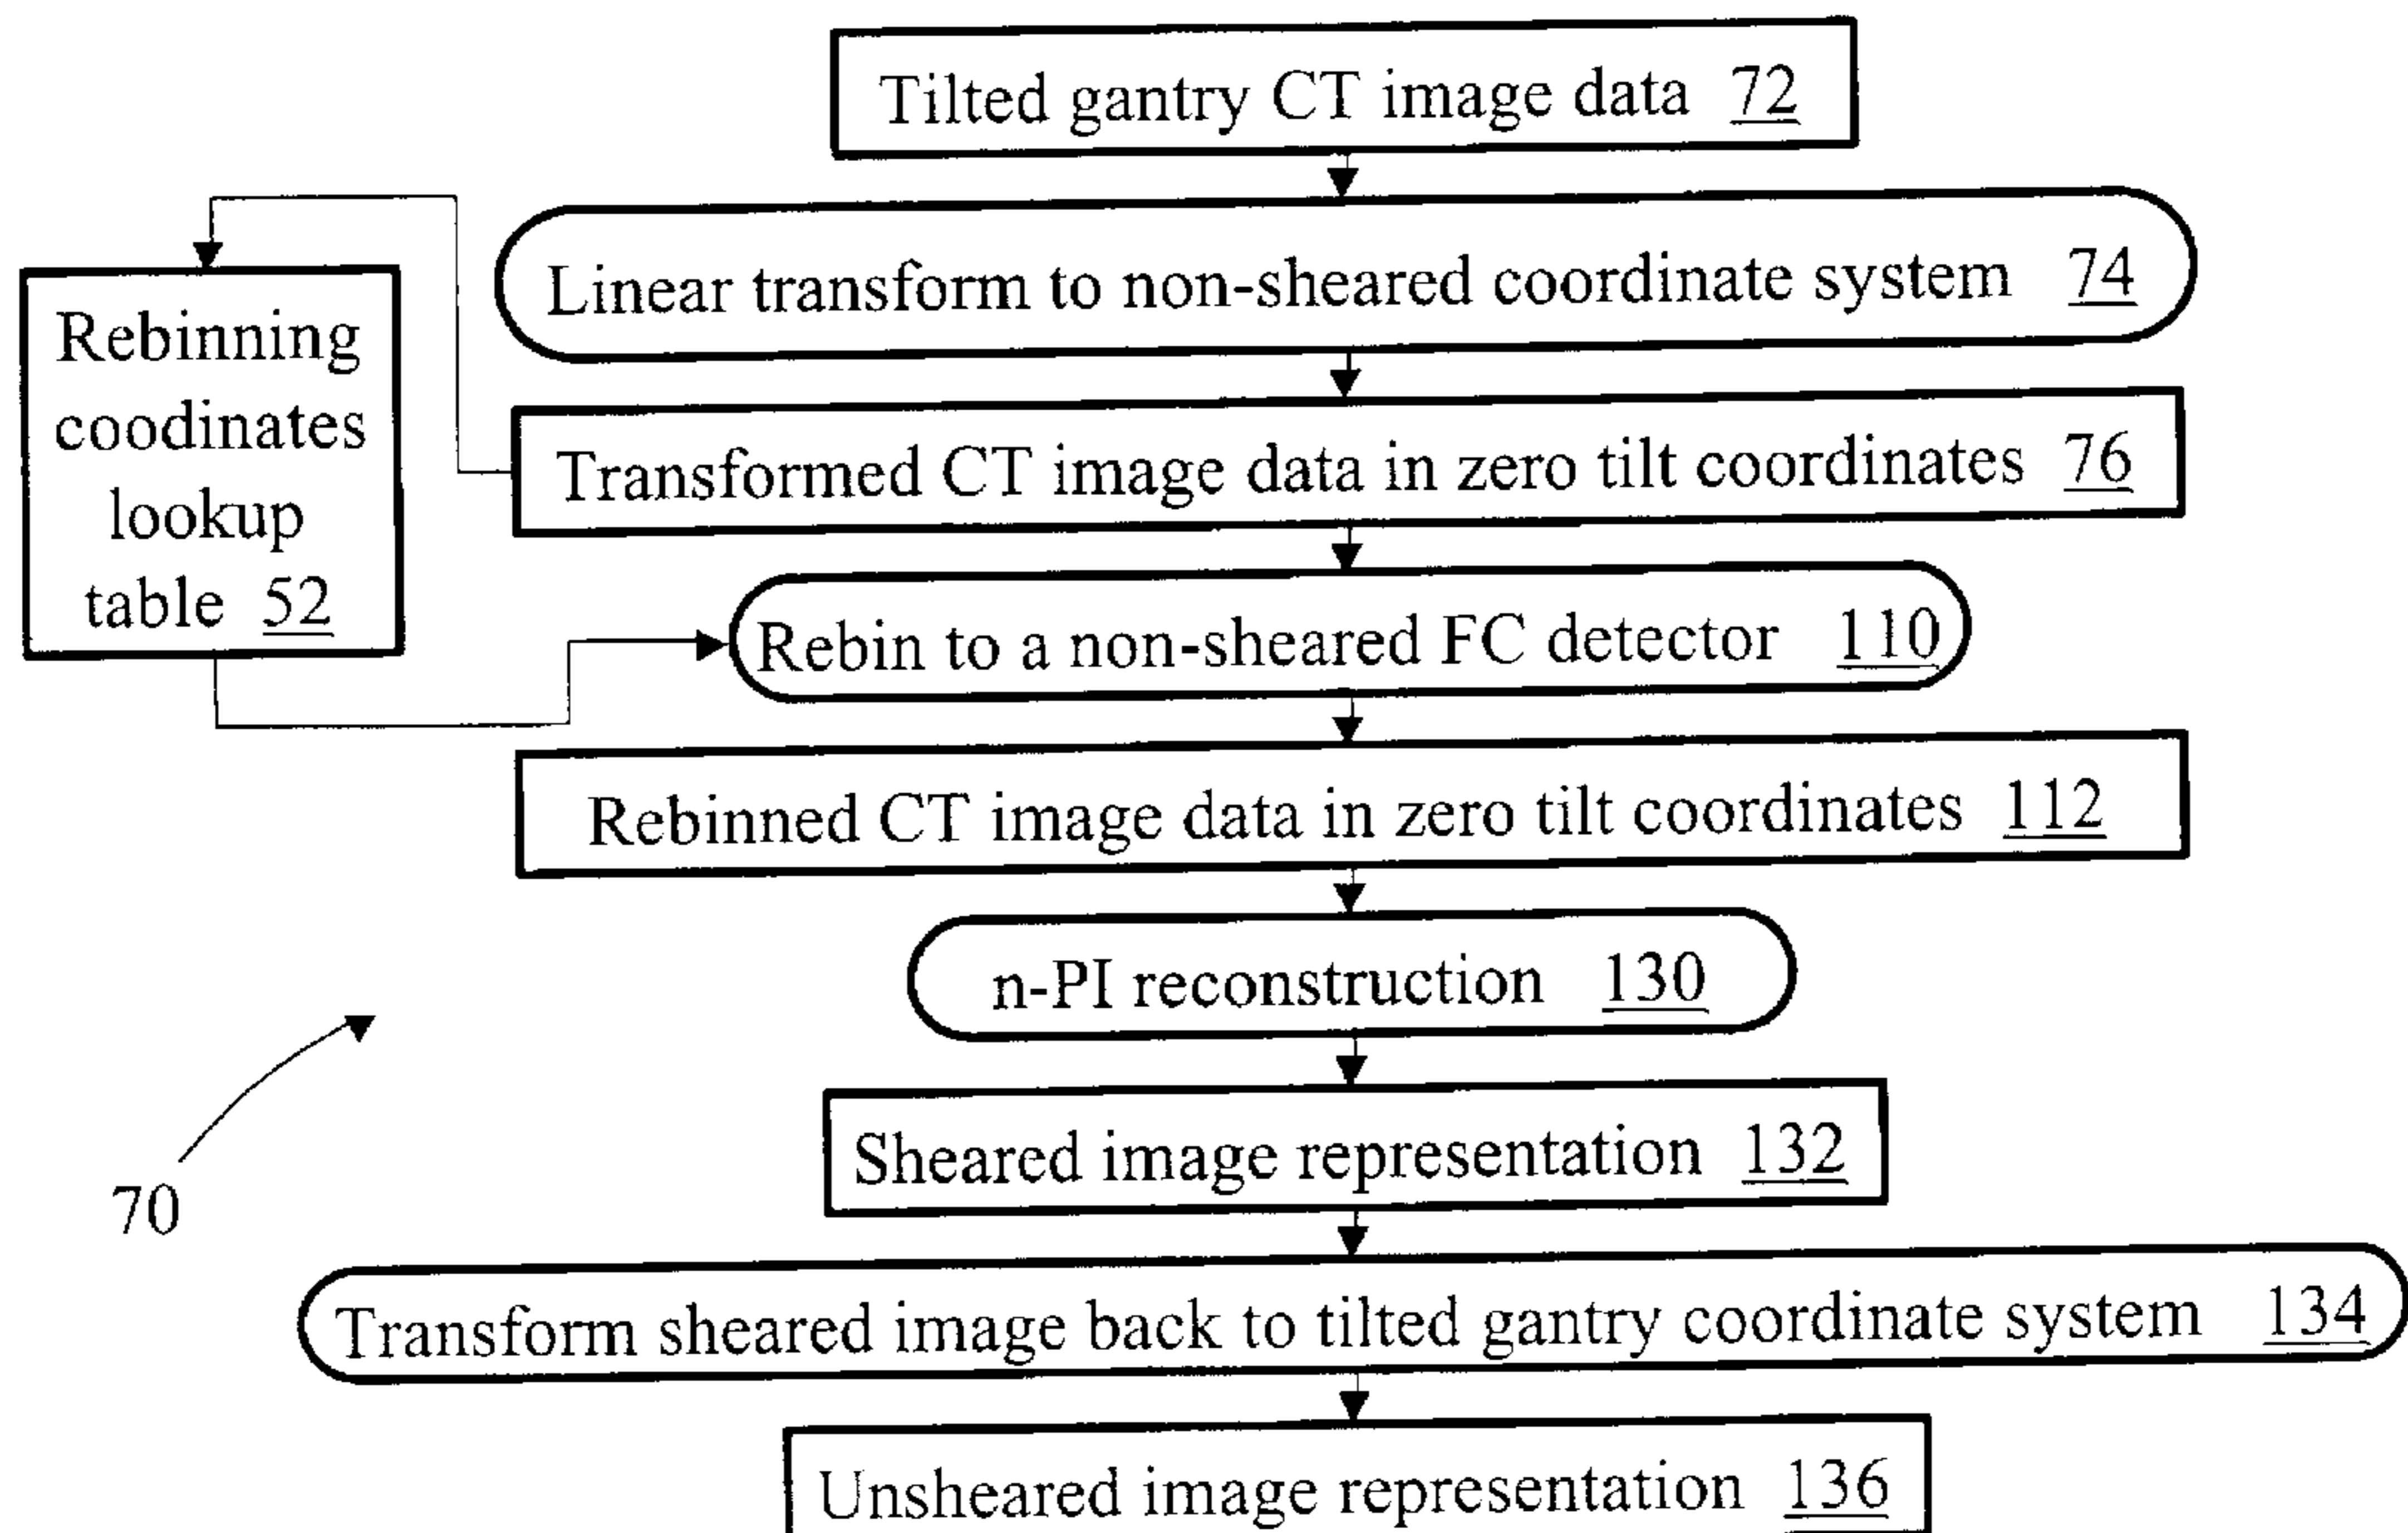 Tilted gantry CT image data 72
Linear transform to non-sheared coordinate system 74
Rebinning
coodinates
lookup
table 52
Transformed CT image data in zero tilt coordinates 76
Rebin to a non-sheared FC detector 110
Rebinned CT image data in zero tilt coordinates 112
n-PI reconstruction 130
Sheared image representation 132
70
Transform sheared image back to tilted gantry coordinate system 134
Unsheared image representation 136